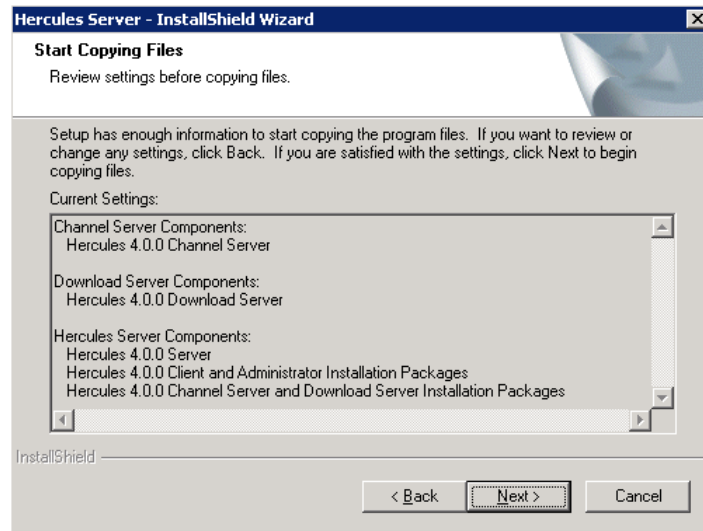 Hercules Server - InstallShield Wizard
Start Copying Files
Review settings before copying files.
Setup has enough information to start copying the program files. If you want to review or
change any settings, click Back. If you are satisfied with the settings, click Next to begin
copying files.
Current Settings:
Channel Server Components:
Hercules 4.0.0 Channel Server
Download Server Components:
Hercules 4.0.0 Download Server
Hercules Server Components:
Hercules 4.0.0 Server
Hercules 4.0.0 Client and Administrator Installation Packages
Hercules 4.0.0 Channel Server and Download Server Installation Packages
InstallShield
< Back
Next >
Cancel